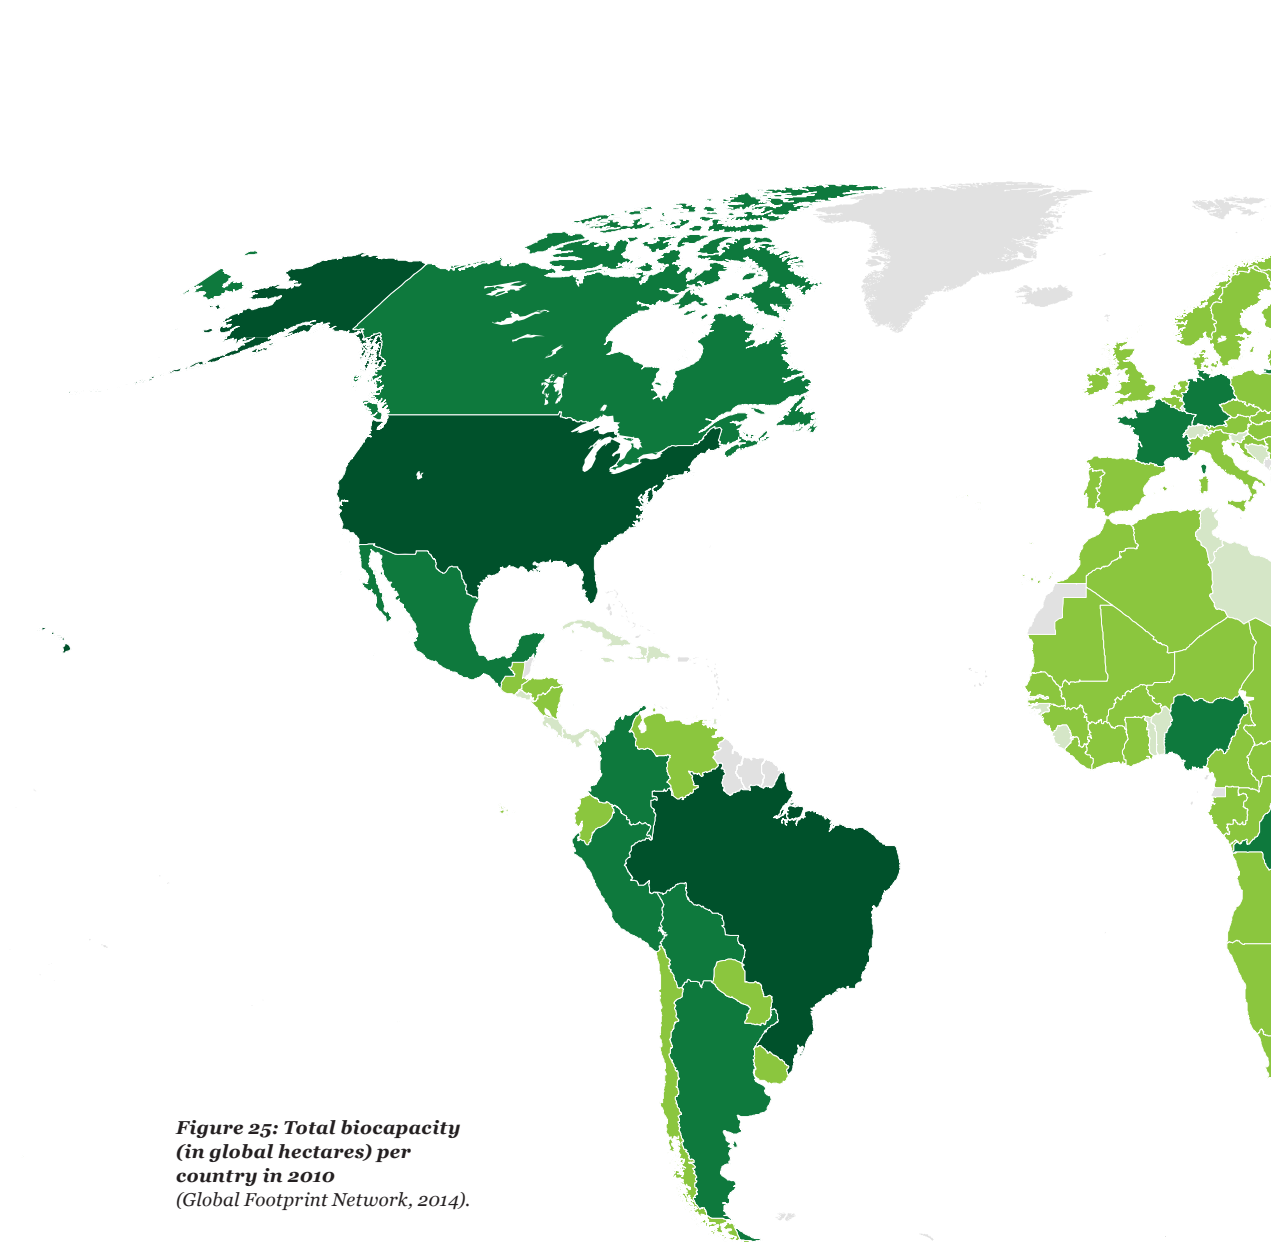 Figure 25: Total biocapacity
(in global hectares) per
country in 2010
(Global Footprint Network, 2014).